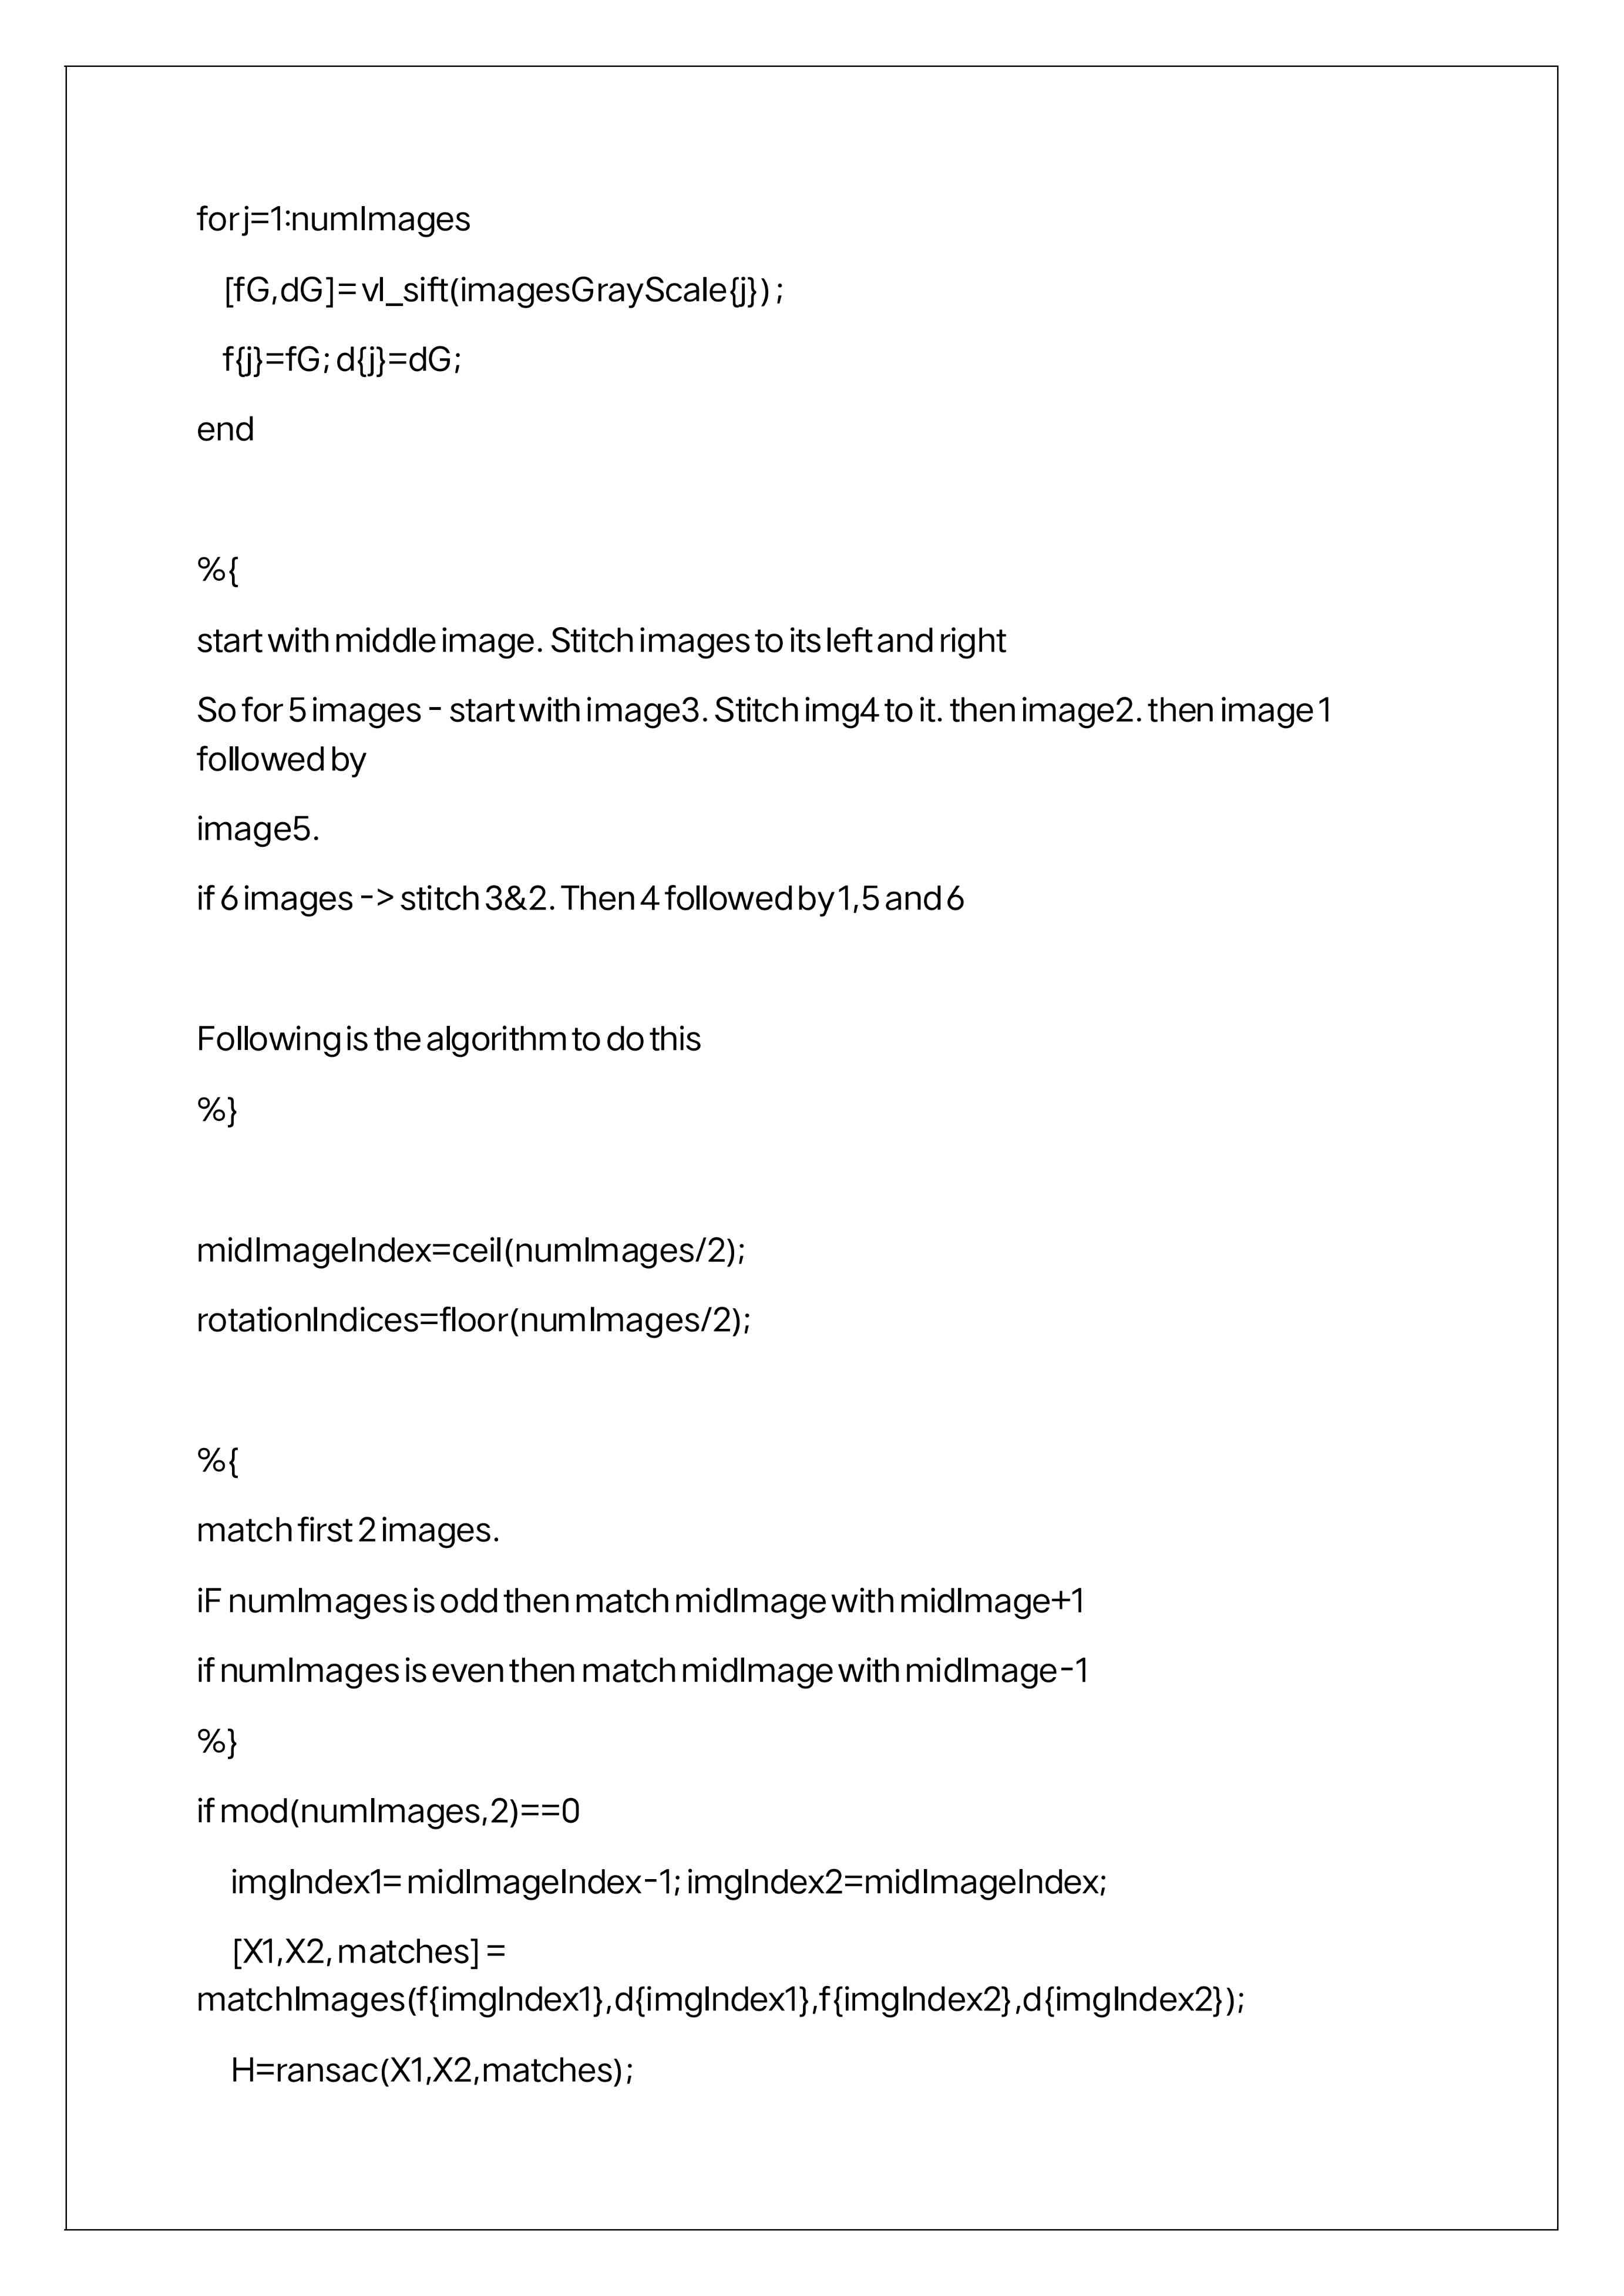 for j=1:numImages
[fG,dG] = vl_sift(imagesGrayScale{j}) ;
f{j}=fG; d{j}=dG;
end
%{
start with middle image. Stitch images to its left and right
So for 5 images - start with image3. Stitch img4 to it. then image2. then image 1
followed by
image5.
if 6 images -> stitch 3&2. Then 4 followed by 1,5 and 6
Following is the algorithm to do this
%}
midImageIndex=ceil(numImages/2);
rotationIndices=floor(numImages/2);
%{
match first 2 images.
iF numImages is odd then match midImage with midImage+1
if numImages is even then match midImage with midImage-1
%}
if mod(numImages,2)==0
imgIndex1= midImageIndex-1; imgIndex2=midImageIndex;
[X1,X2, matches] =
matchImages(f{imgIndex1},d{imgIndex1},f{imgIndex2},d{imgIndex2});
H=ransac(X1,X2,matches);